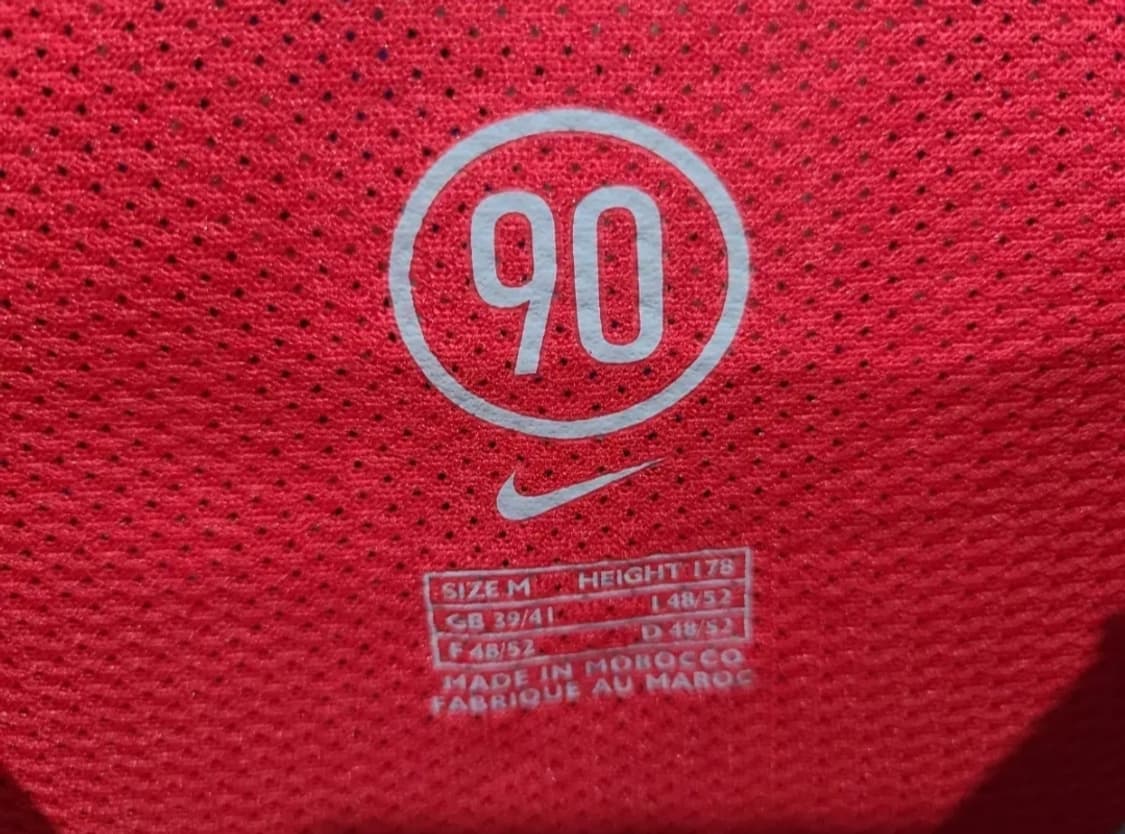 90
SIZE M HEIGHT 178
GB 39/41 I 48/52
F 48/52 D 48/52
MADE IN MOROCCO
FABRIQUE AU MAROC